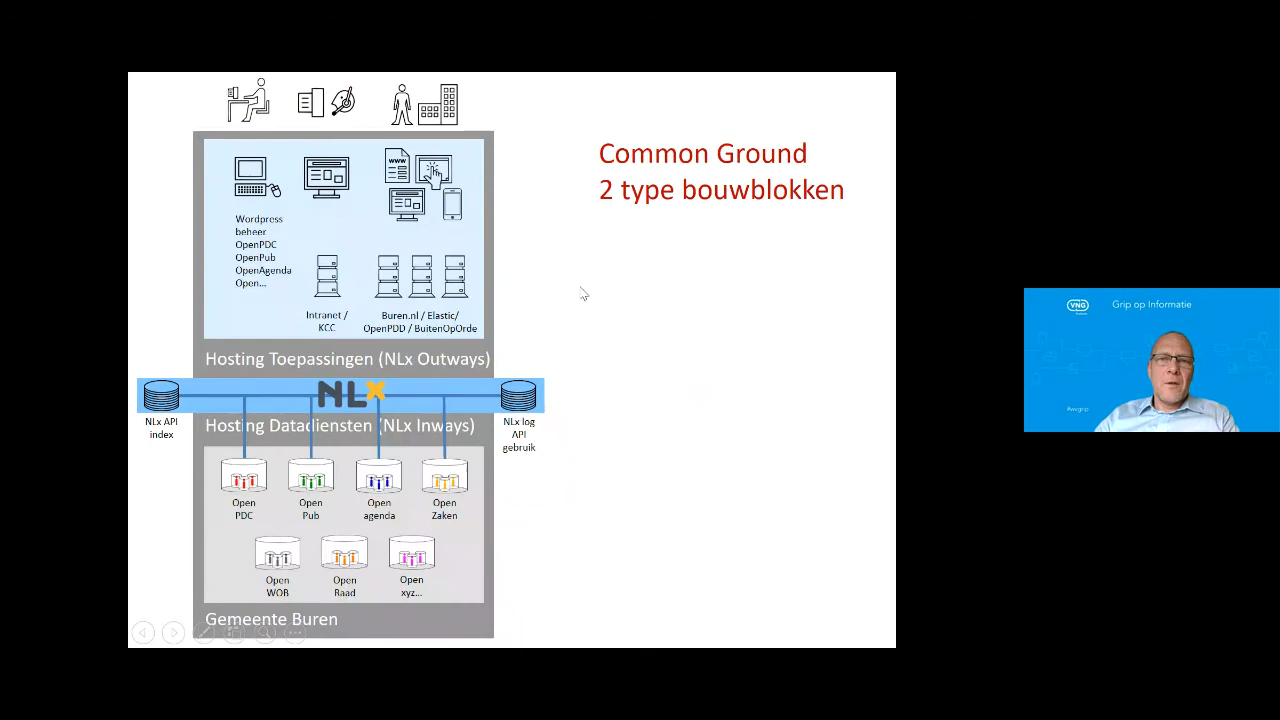 Common Ground
2 type bouwblokken
www
Wordpress
beheer
OpenPDC
OpenPub
OpenAgenda
Open...
Intranet /
KCC
Buren.nl / Elastic/
OpenPDD / BuitenOpOrde
Hosting Toepassingen (NLx Outways)
NLx
NLx API
index
NLx log
API
gebruik
Hosting Datadiensten (NLx Inways)
Open
PDC
Open
Pub
Open
agenda
Open
Zaken
Open
WOB
Open
Raad
Open
xyz...
Gemeente Buren
VNG
Grip op Informatie